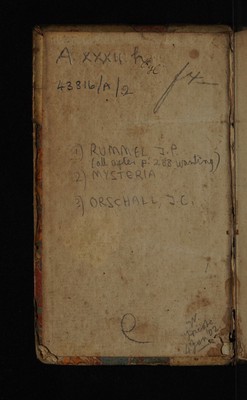 A XXXII
43816/A/2
1) RUMMEL J.P.
(all after p. 288 wanting)
2) MYSTERIA
3) ORSCHALL, J.C.